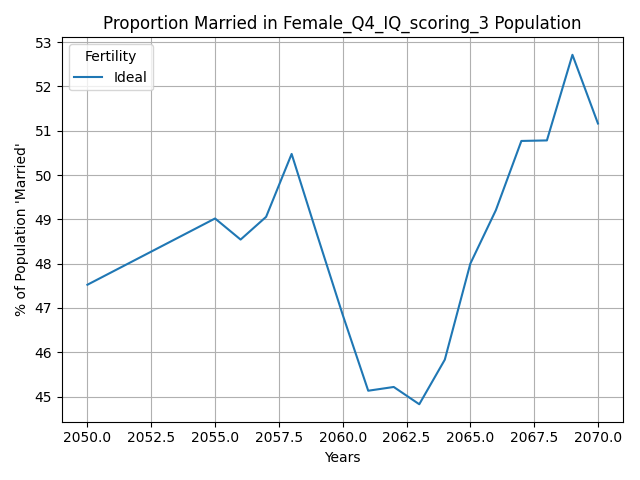 Proportion Married in Female_Q4_IQ_scoring_3 Population
53
52
51
50
49
48
47
46
45
% of Population 'Married'
Fertility
Ideal
2050.0 2052.5 2055.0 2057.5 2060.0 2062.5 2065.0 2067.5 2070.0
Years